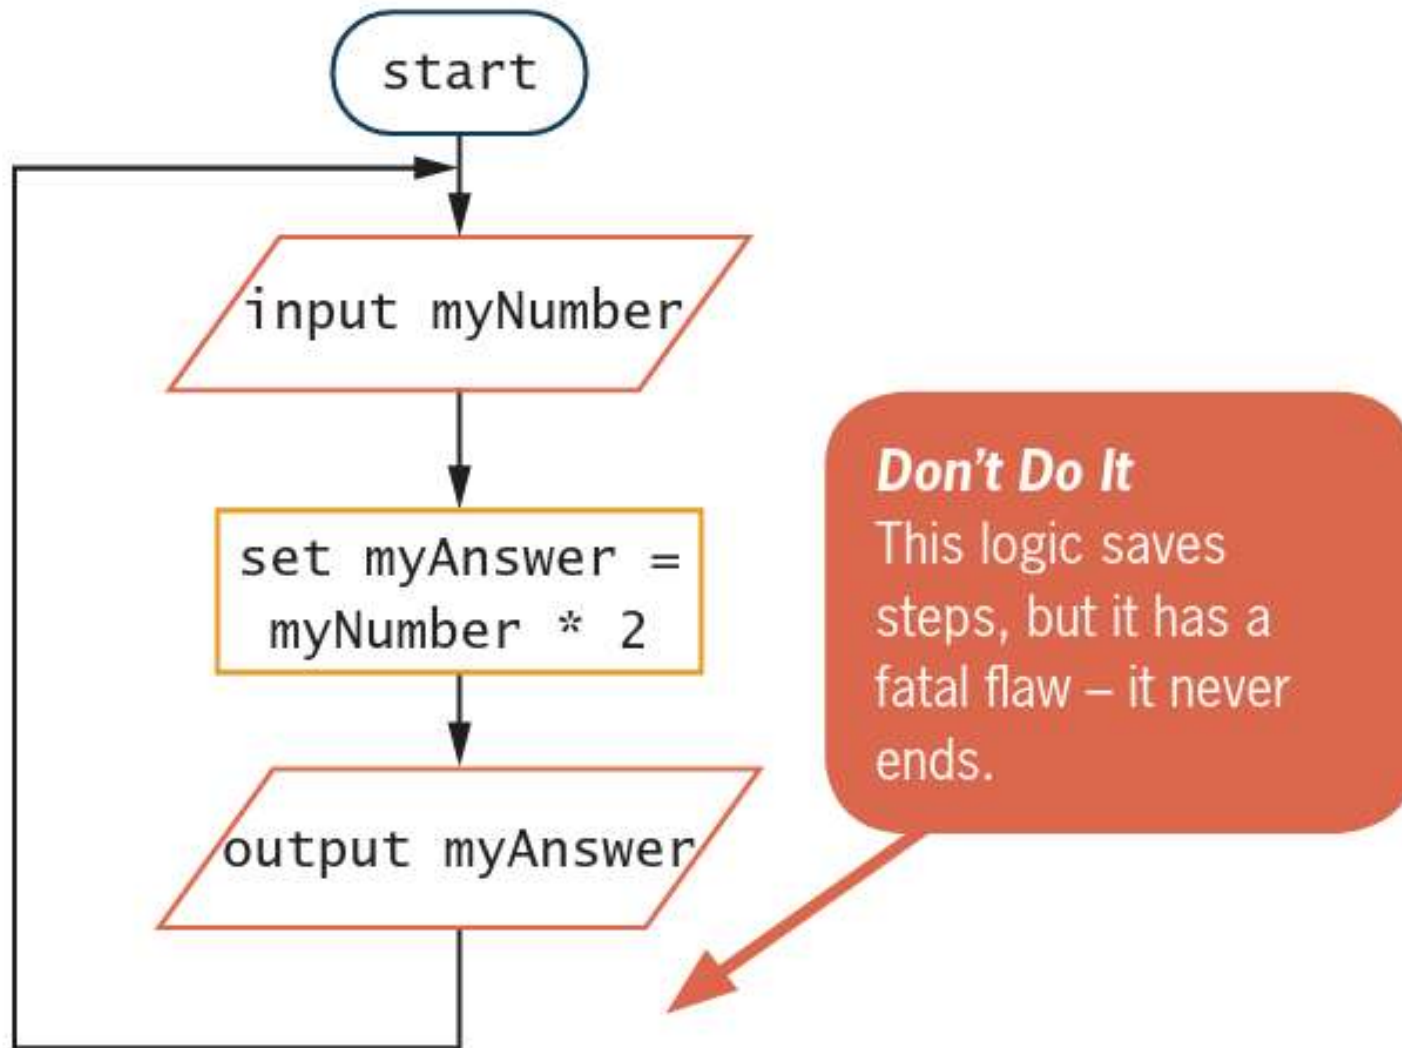 start
input myNumber
set myAnswer =
myNumber * 2
output myAnswer
Don't Do It
This logic saves
steps, but it has a
fatal flaw – it never
ends.